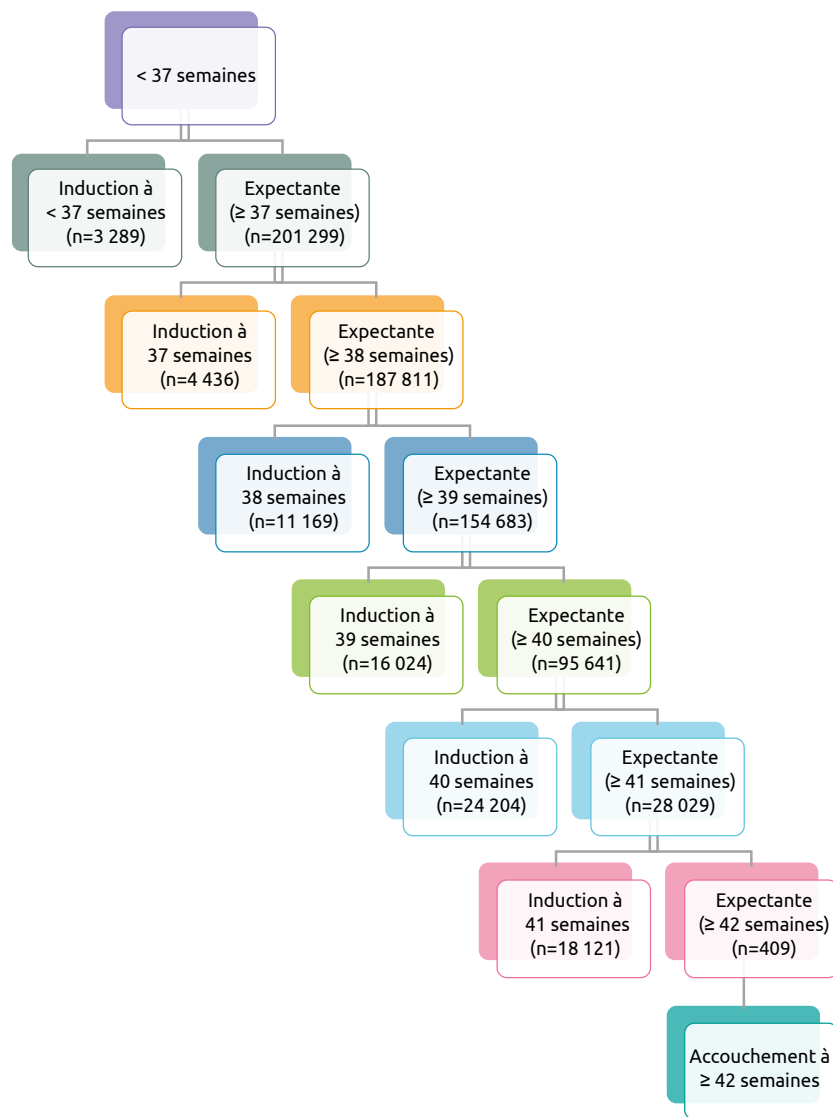 < 37 semaines
Induction à
< 37 semaines
(n=3 289)
Expectante
(≥ 37 semaines)
(n=201 299)
Induction à
37 semaines
(n=4 436)
Expectante
(≥ 38 semaines)
(n=187 811)
Induction à
38 semaines
(n=11 169)
Expectante
(≥ 39 semaines)
(n=154 683)
Induction à
39 semaines
(n=16 024)
Expectante
(≥ 40 semaines)
(n=95 641)
Induction à
40 semaines
(n=24 204)
Expectante
(≥ 41 semaines)
(n=28 029)
Induction à
41 semaines
(n=18 121)
Expectante
(≥ 42 semaines)
(n=409)
Accouchement à
≥ 42 semaines